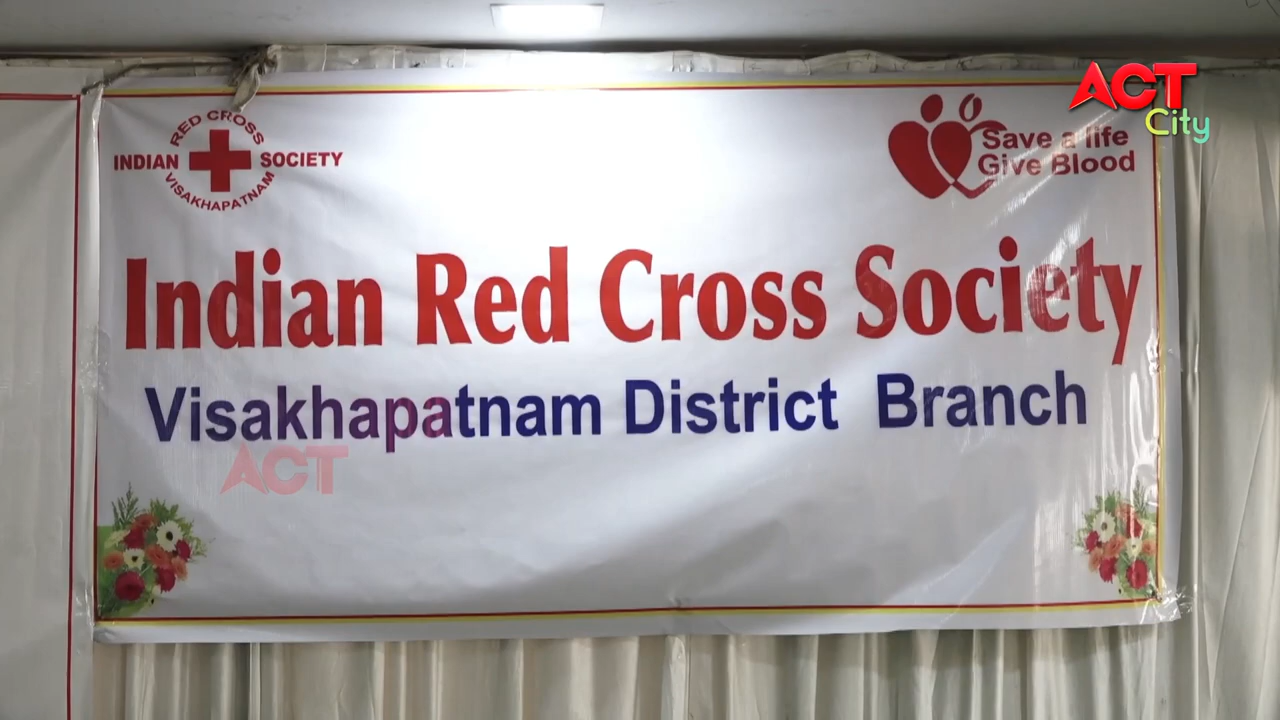 ACT
City
RED CROSS
INDIAN SOCIETY
VISAKHAPATNAM
Save a life
Give Blood
Indian Red Cross Society
Visakhapatnam District Branch
ACT